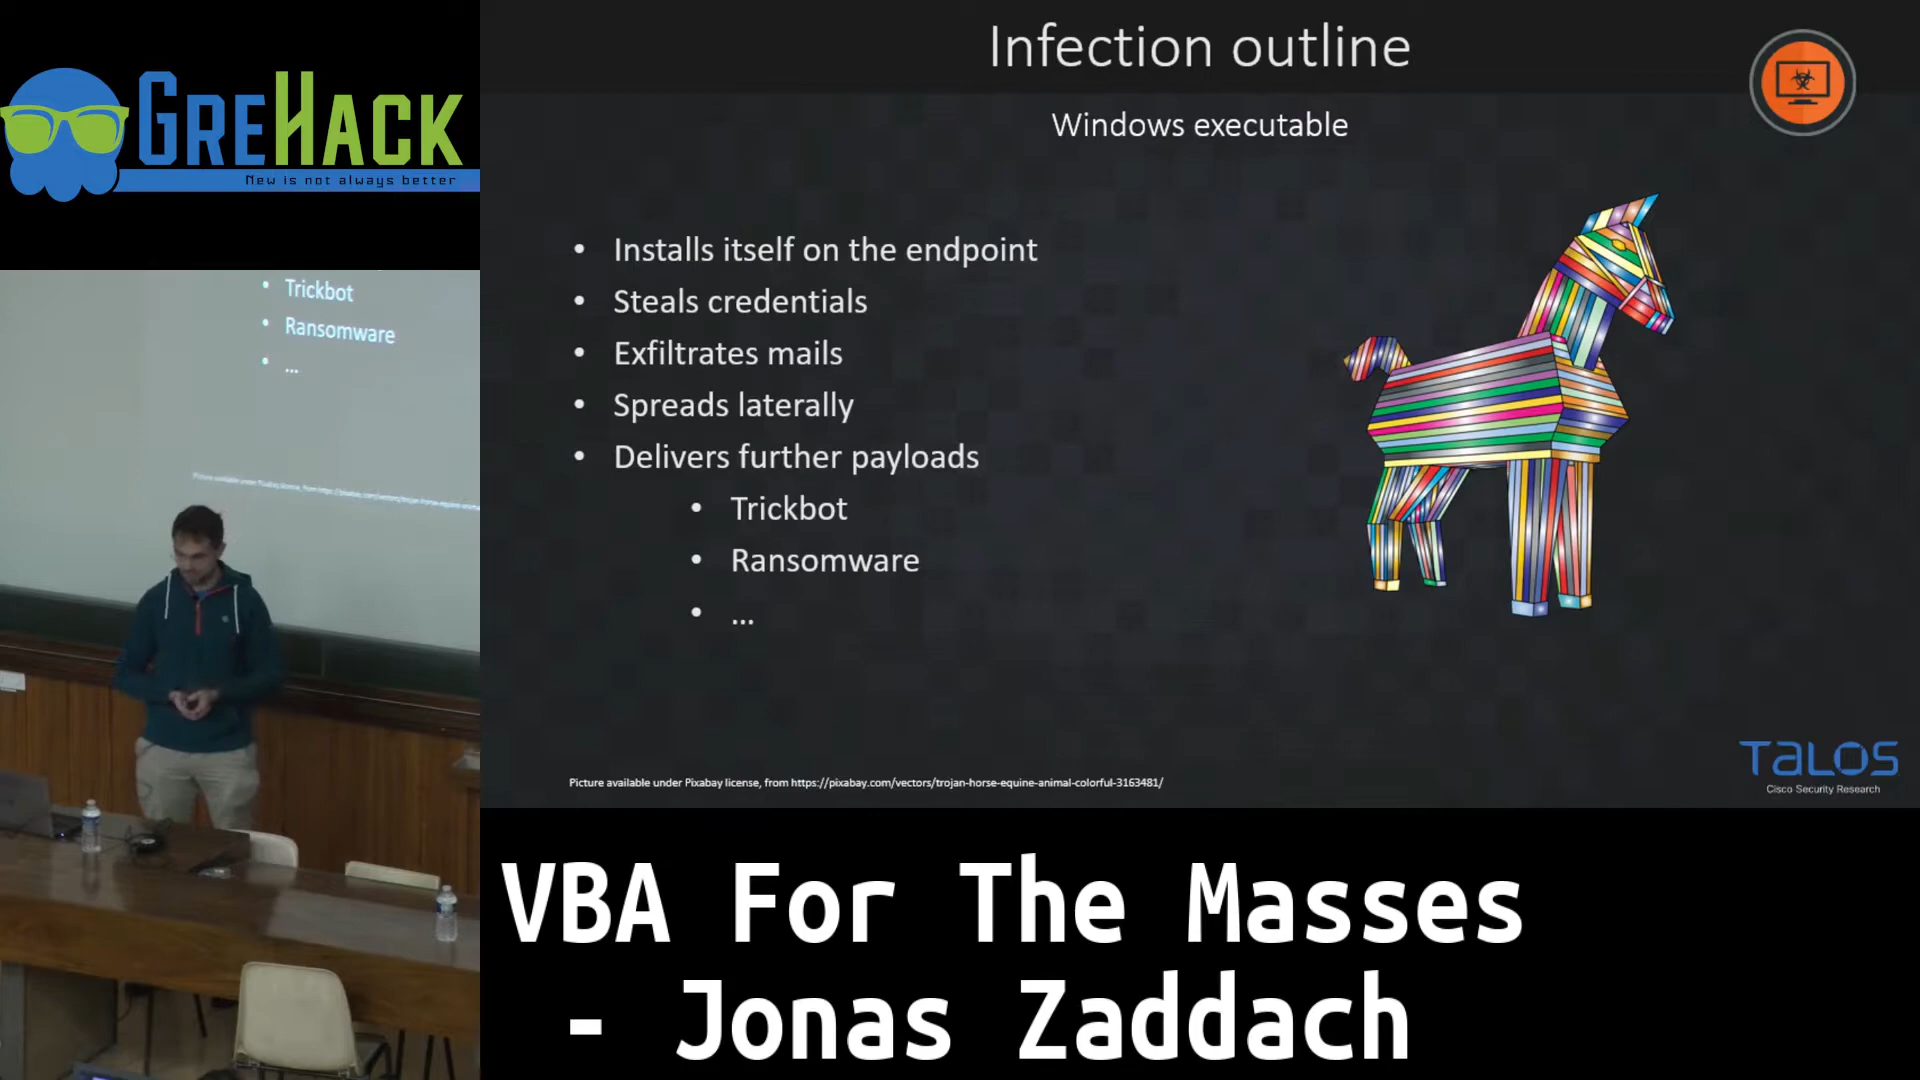 GREHACK
New is not always better
• Trickbot
• Ransomware
• ...
Infection outline
Windows executable
• Installs itself on the endpoint
• Steals credentials
• Exfiltrates mails
• Spreads laterally
• Delivers further payloads
• Trickbot
• Ransomware
• ...
Picture available under Pixabay license, from https://pixabay.com/vectors/trojan-horse-equine-animal-colorful-3163481/
TALOS
Cisco Security Research
VBA For The Masses
- Jonas Zaddach